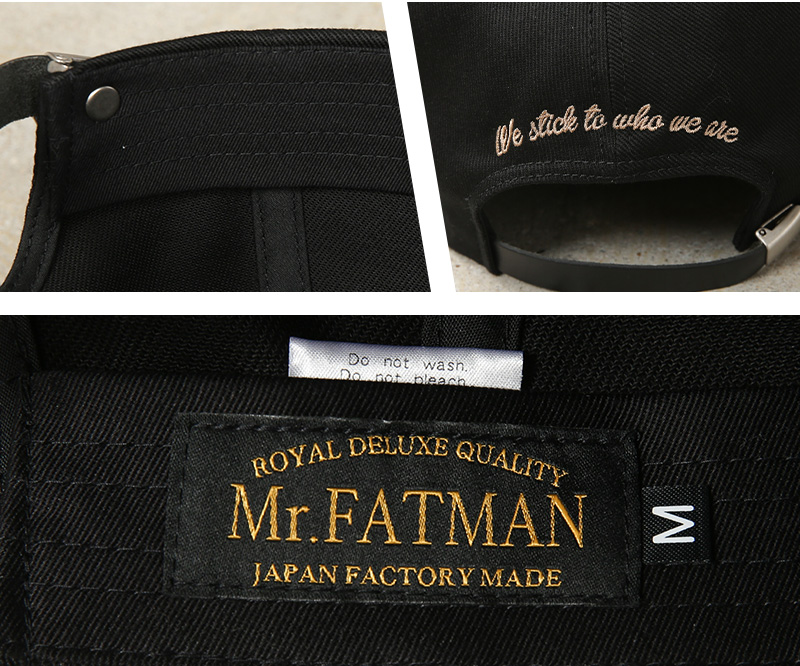 We stick to who we are
Do not wash.
Do not pleach.
ROYAL DELUXE QUALITY
Mr.FATMAN
JAPAN FACTORY MADE
M